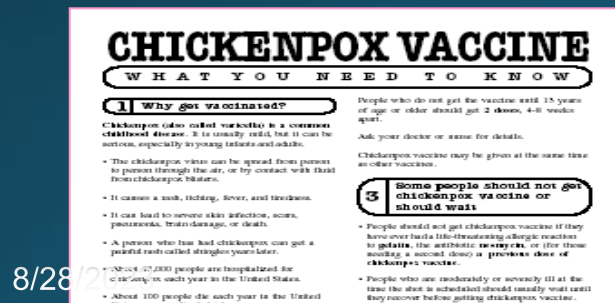 CHICKENPOX VACCINE
WHAT YOU NEED TO KNOW
1 Why get vaccinated?
Chickenpox (also called varicella) is a common
childhood disease. It is usually mild, but it can be
serious, especially in young infants and adults.
• The chickenpox virus can be spread from person
to person through the air, or by contact with fluid
from chickenpox blisters.
• It causes a rash, itching, fever, and tiredness.
• It can lead to severe skin infection, scars,
pneumonia, brain damage, or death.
• A person who has had chickenpox can get a
painful rash called shingles years later.
• About people are hospitalized for
chickenpox each year in the United States.
• About 100 people die each year in the United
People who do not get the vaccine until 13 years
of age or older should get 2 doses, 4-8 weeks
apart.
Ask your doctor or nurse for details.
Chickenpox vaccine may be given at the same time
as other vaccines.
3 Some people should not get
chickenpox vaccine or
should wait
• People should not get chickenpox vaccine if they
have ever had a life-threatening allergic reaction
to gelatin, the antibiotic neomycin, or (for those
needing a second dose) a previous dose of
chickenpox vaccine.
• People who are moderately or severely ill at the
time the shot is scheduled should usually wait until
they recover before getting chickenpox vaccine.
8/28/